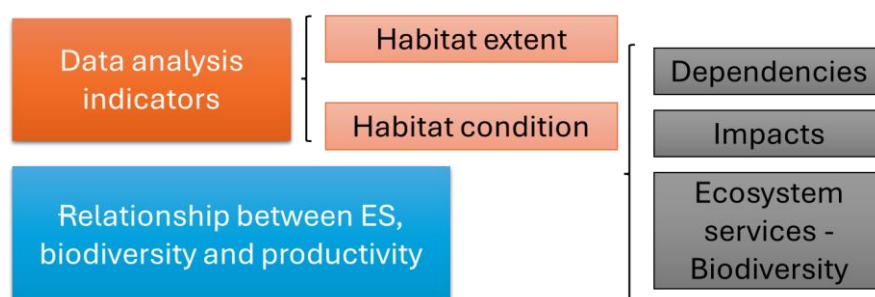 Data analysis
indicators
Habitat extent
Habitat condition
Relationship between ES,
biodiversity and productivity
Dependencies
Impacts
Ecosystem
services -
Biodiversity